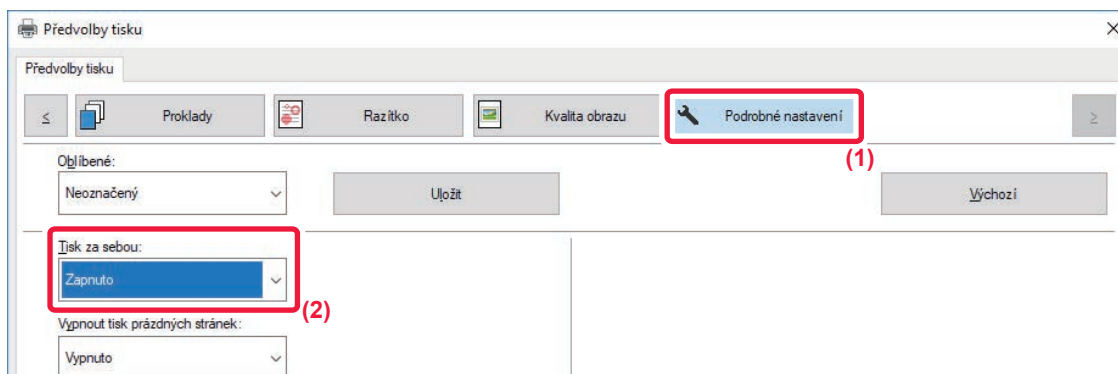 Předvolby tisku
Předvolby tisku
< Proklady Razítko Kvalita obrazu Podrobné nastavení >
(1)
Oblíbené:
Neoznačený Uložit Výchozí
Tisk za sebou:
Zapnuto
(2)
Vypnout tisk prázdných stránek:
Vypnuto